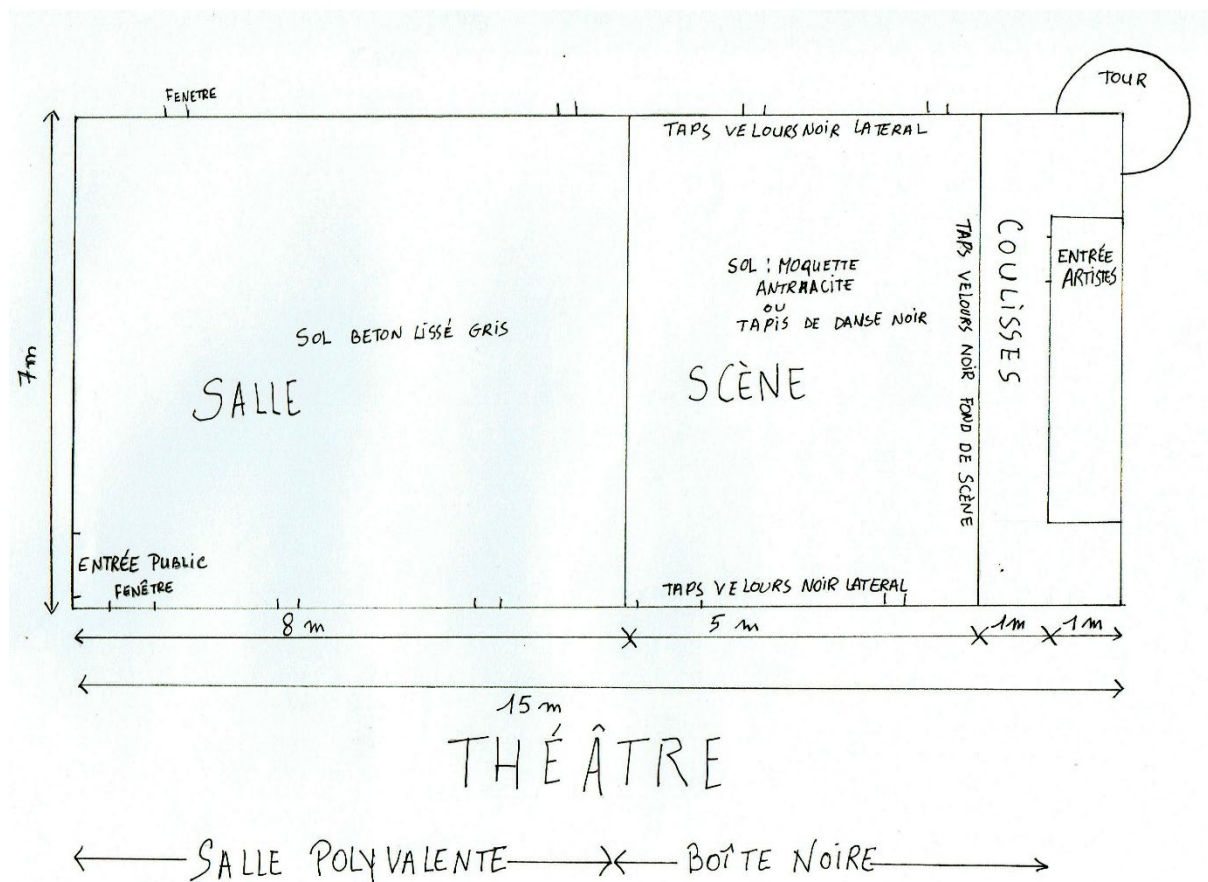 TOUR
FENETRE
TAPS VELOURS NOIR LATERAL
7m
SALLE
SOL BETON LISSÉ GRIS
SOL : MOQUETTE
ANTRHACITE
OU
TAPIS DE DANSE NOIR
SCÈNE
TAPS VELOURS NOIR FOND DE SCÈNE
COULISSES
ENTRÉE
ARTISTES
ENTRÉE PUBLIC
FENÊTRE
TAPS VELOURS NOIR LATERAL
8 m
5 m
1m
1m
15 m
THÉÂTRE
SALLE POLYVALENTE
BOÎTE NOIRE